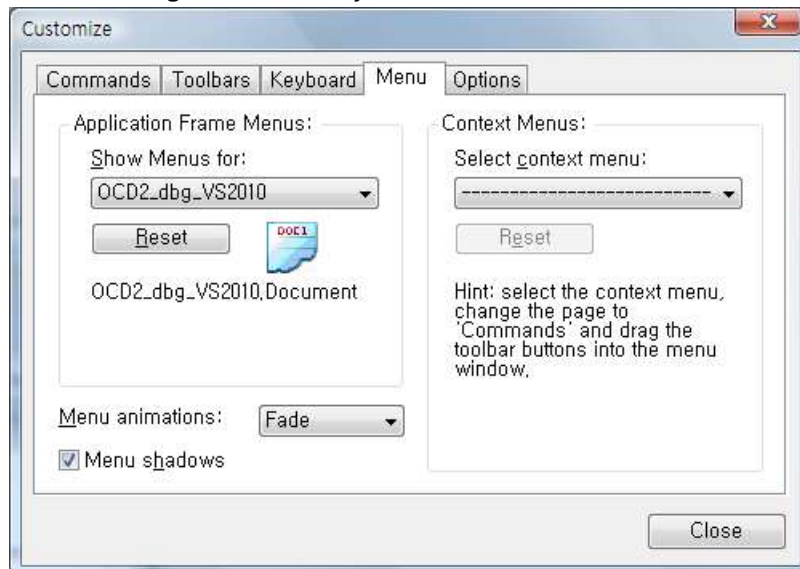 Customize
Commands
Toolbars
Keyboard
Menu
Options
Application Frame Menus:
Show Menus for:
OCD2_dbg_VS2010
Reset
DOC1
OCD2_dbg_VS2010,Document
Menu animations:
Fade
Menu shadows
Context Menus:
Select context menu:
---------------------------
Reset
Hint: select the context menu,
change the page to
'Commands' and drag the
toolbar buttons into the menu
window,
Close